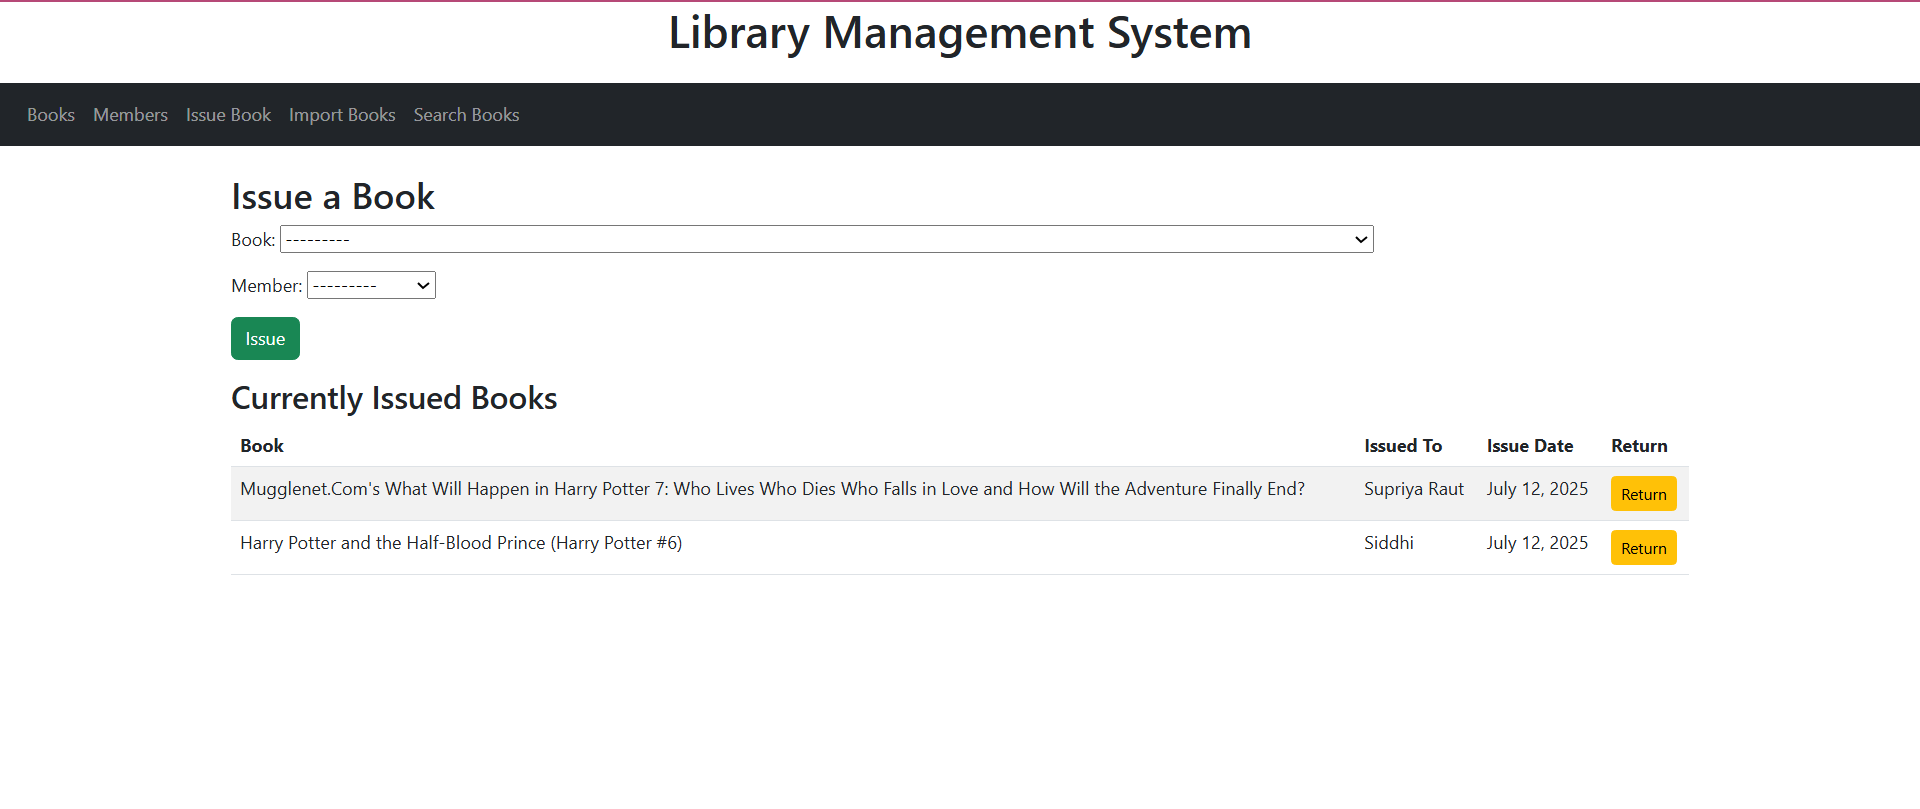 Library Management System
Books Members Issue Book Import Books Search Books
Issue a Book
Book: ---------
Member: ---------
Issue
Currently Issued Books
Book Issued To Issue Date Return
Mugglenet.Com's What Will Happen in Harry Potter 7: Who Lives Who Dies Who Falls in Love and How Will the Adventure Finally End? Supriya Raut July 12, 2025 Return
Harry Potter and the Half-Blood Prince (Harry Potter #6) Siddhi July 12, 2025 Return